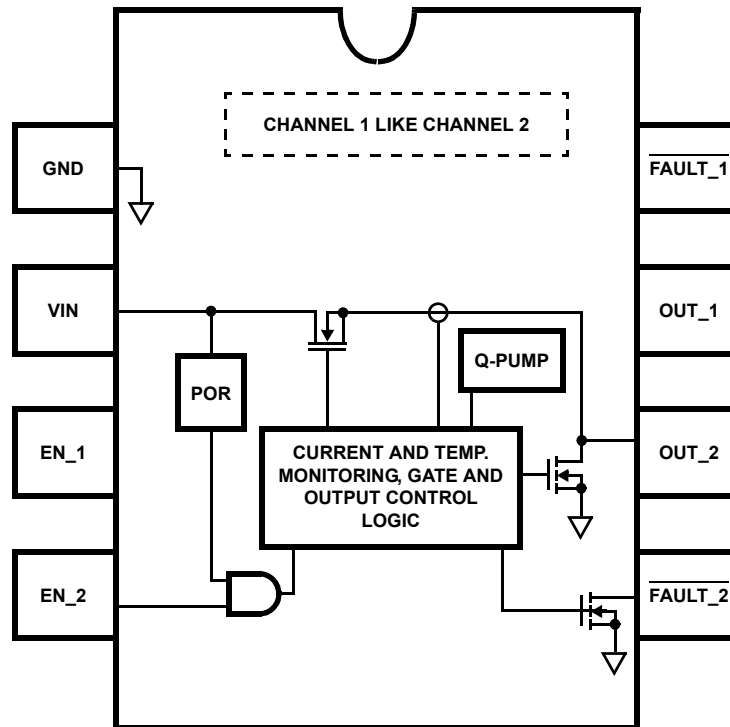 CHANNEL 1 LIKE CHANNEL 2
GND
FAULT_1
VIN
OUT_1
Q-PUMP
POR
EN_1
CURRENT AND TEMP.
MONITORING, GATE AND
OUTPUT CONTROL
LOGIC
OUT_2
EN_2
FAULT_2